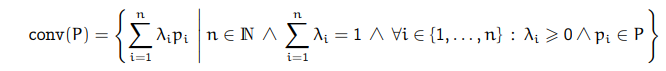 conv(P) = { ∑_{i=1}^{n} λ_i p_i | n ∈ ℕ ∧ ∑_{i=1}^{n} λ_i = 1 ∧ ∀i ∈ {1, . . . , n} : λ_i ⩾ 0 ∧ p_i ∈ P }